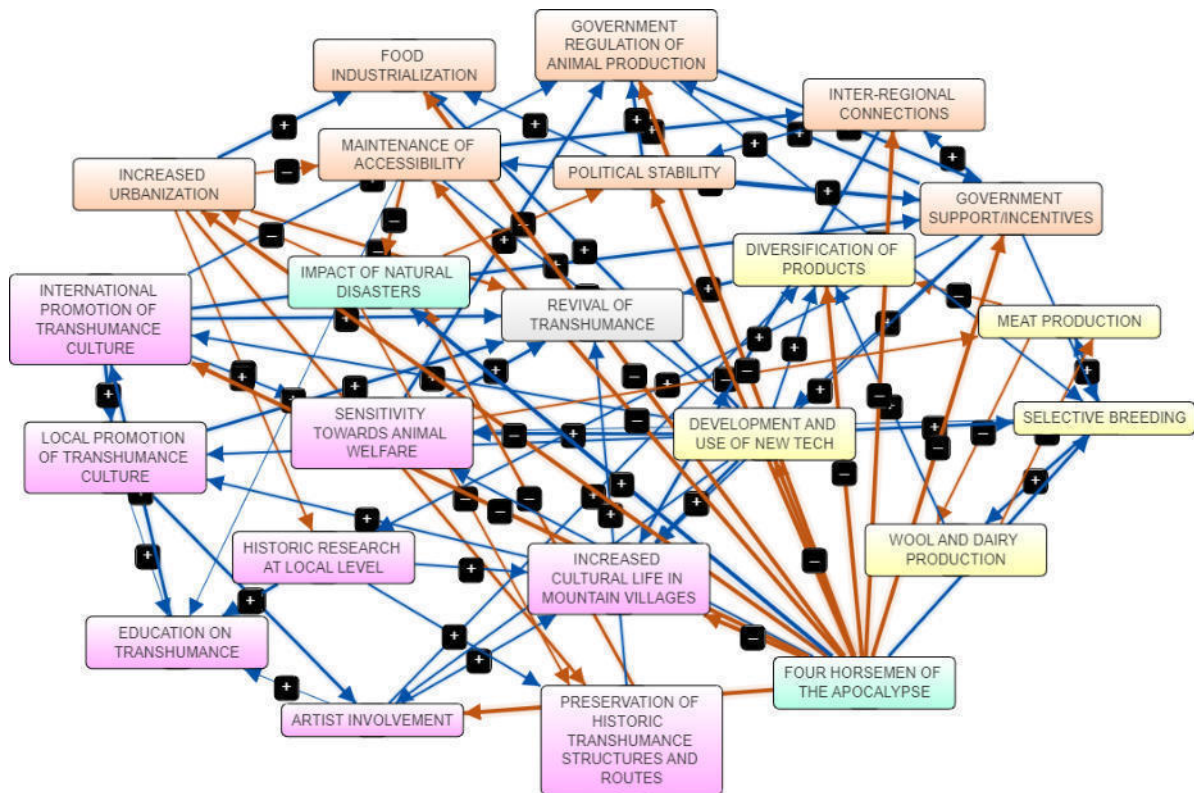 GOVERNMENT
REGULATION OF
ANIMAL PRODUCTION
FOOD
INDUSTRIALIZATION
INTER-REGIONAL
CONNECTIONS
MAINTENANCE OF
ACCESSIBILITY
POLITICAL STABILITY
INCREASED
URBANIZATION
GOVERNMENT
SUPPORT/INCENTIVES
DIVERSIFICATION OF
PRODUCTS
IMPACT OF NATURAL
DISASTERS
INTERNATIONAL
PROMOTION OF
TRANSHUMANCE
CULTURE
REVIVAL OF
TRANSHUMANCE
MEAT PRODUCTION
LOCAL PROMOTION
OF TRANSHUMANCE
CULTURE
SENSITIVITY
TOWARDS ANIMAL
WELFARE
DEVELOPMENT AND
USE OF NEW TECH
SELECTIVE BREEDING
HISTORIC RESEARCH
AT LOCAL LEVEL
INCREASED
CULTURAL LIFE IN
MOUNTAIN VILLAGES
WOOL AND DAIRY
PRODUCTION
EDUCATION ON
TRANSHUMANCE
FOUR HORSEMEN OF
THE APOCALYPSE
ARTIST INVOLVEMENT
PRESERVATION OF
HISTORIC
TRANSHUMANCE
STRUCTURES AND
ROUTES